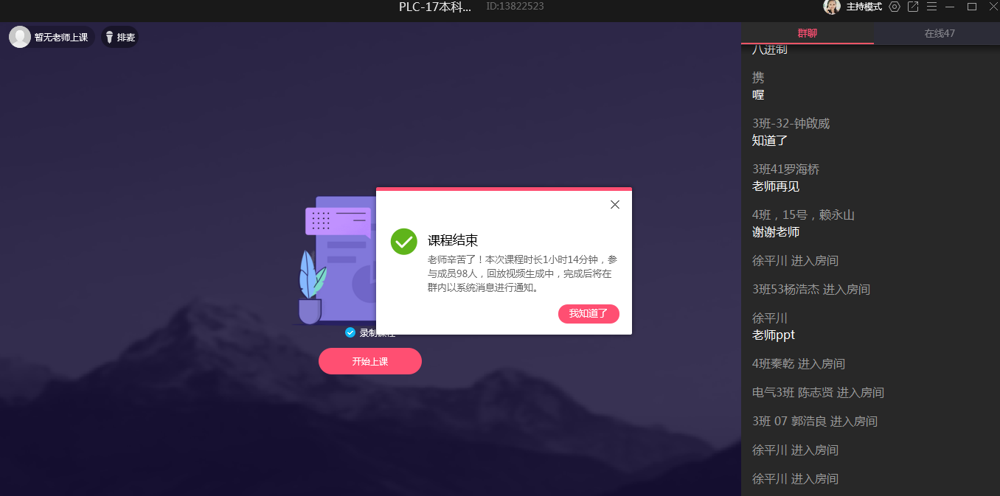 PLC-17本科...
ID:13822523
主持模式
暂无老师上课
排麦
群聊
在线47
八进制
携
喔
3班-32-钟啟威
知道了
3班41罗海桥
老师再见
4班，15号，赖永山
谢谢老师
徐平川 进入房间
3班53杨浩杰 进入房间
徐平川
老师ppt
4班秦乾 进入房间
电气3班 陈志贤 进入房间
3班 07 郭浩良 进入房间
徐平川 进入房间
徐平川 进入房间
课程结束
老师辛苦了！本次课程时长1小时14分钟，参
与成员98人，回放视频生成中，完成后将在
群内以系统消息进行通知。
我知道了
录制课程
开始上课